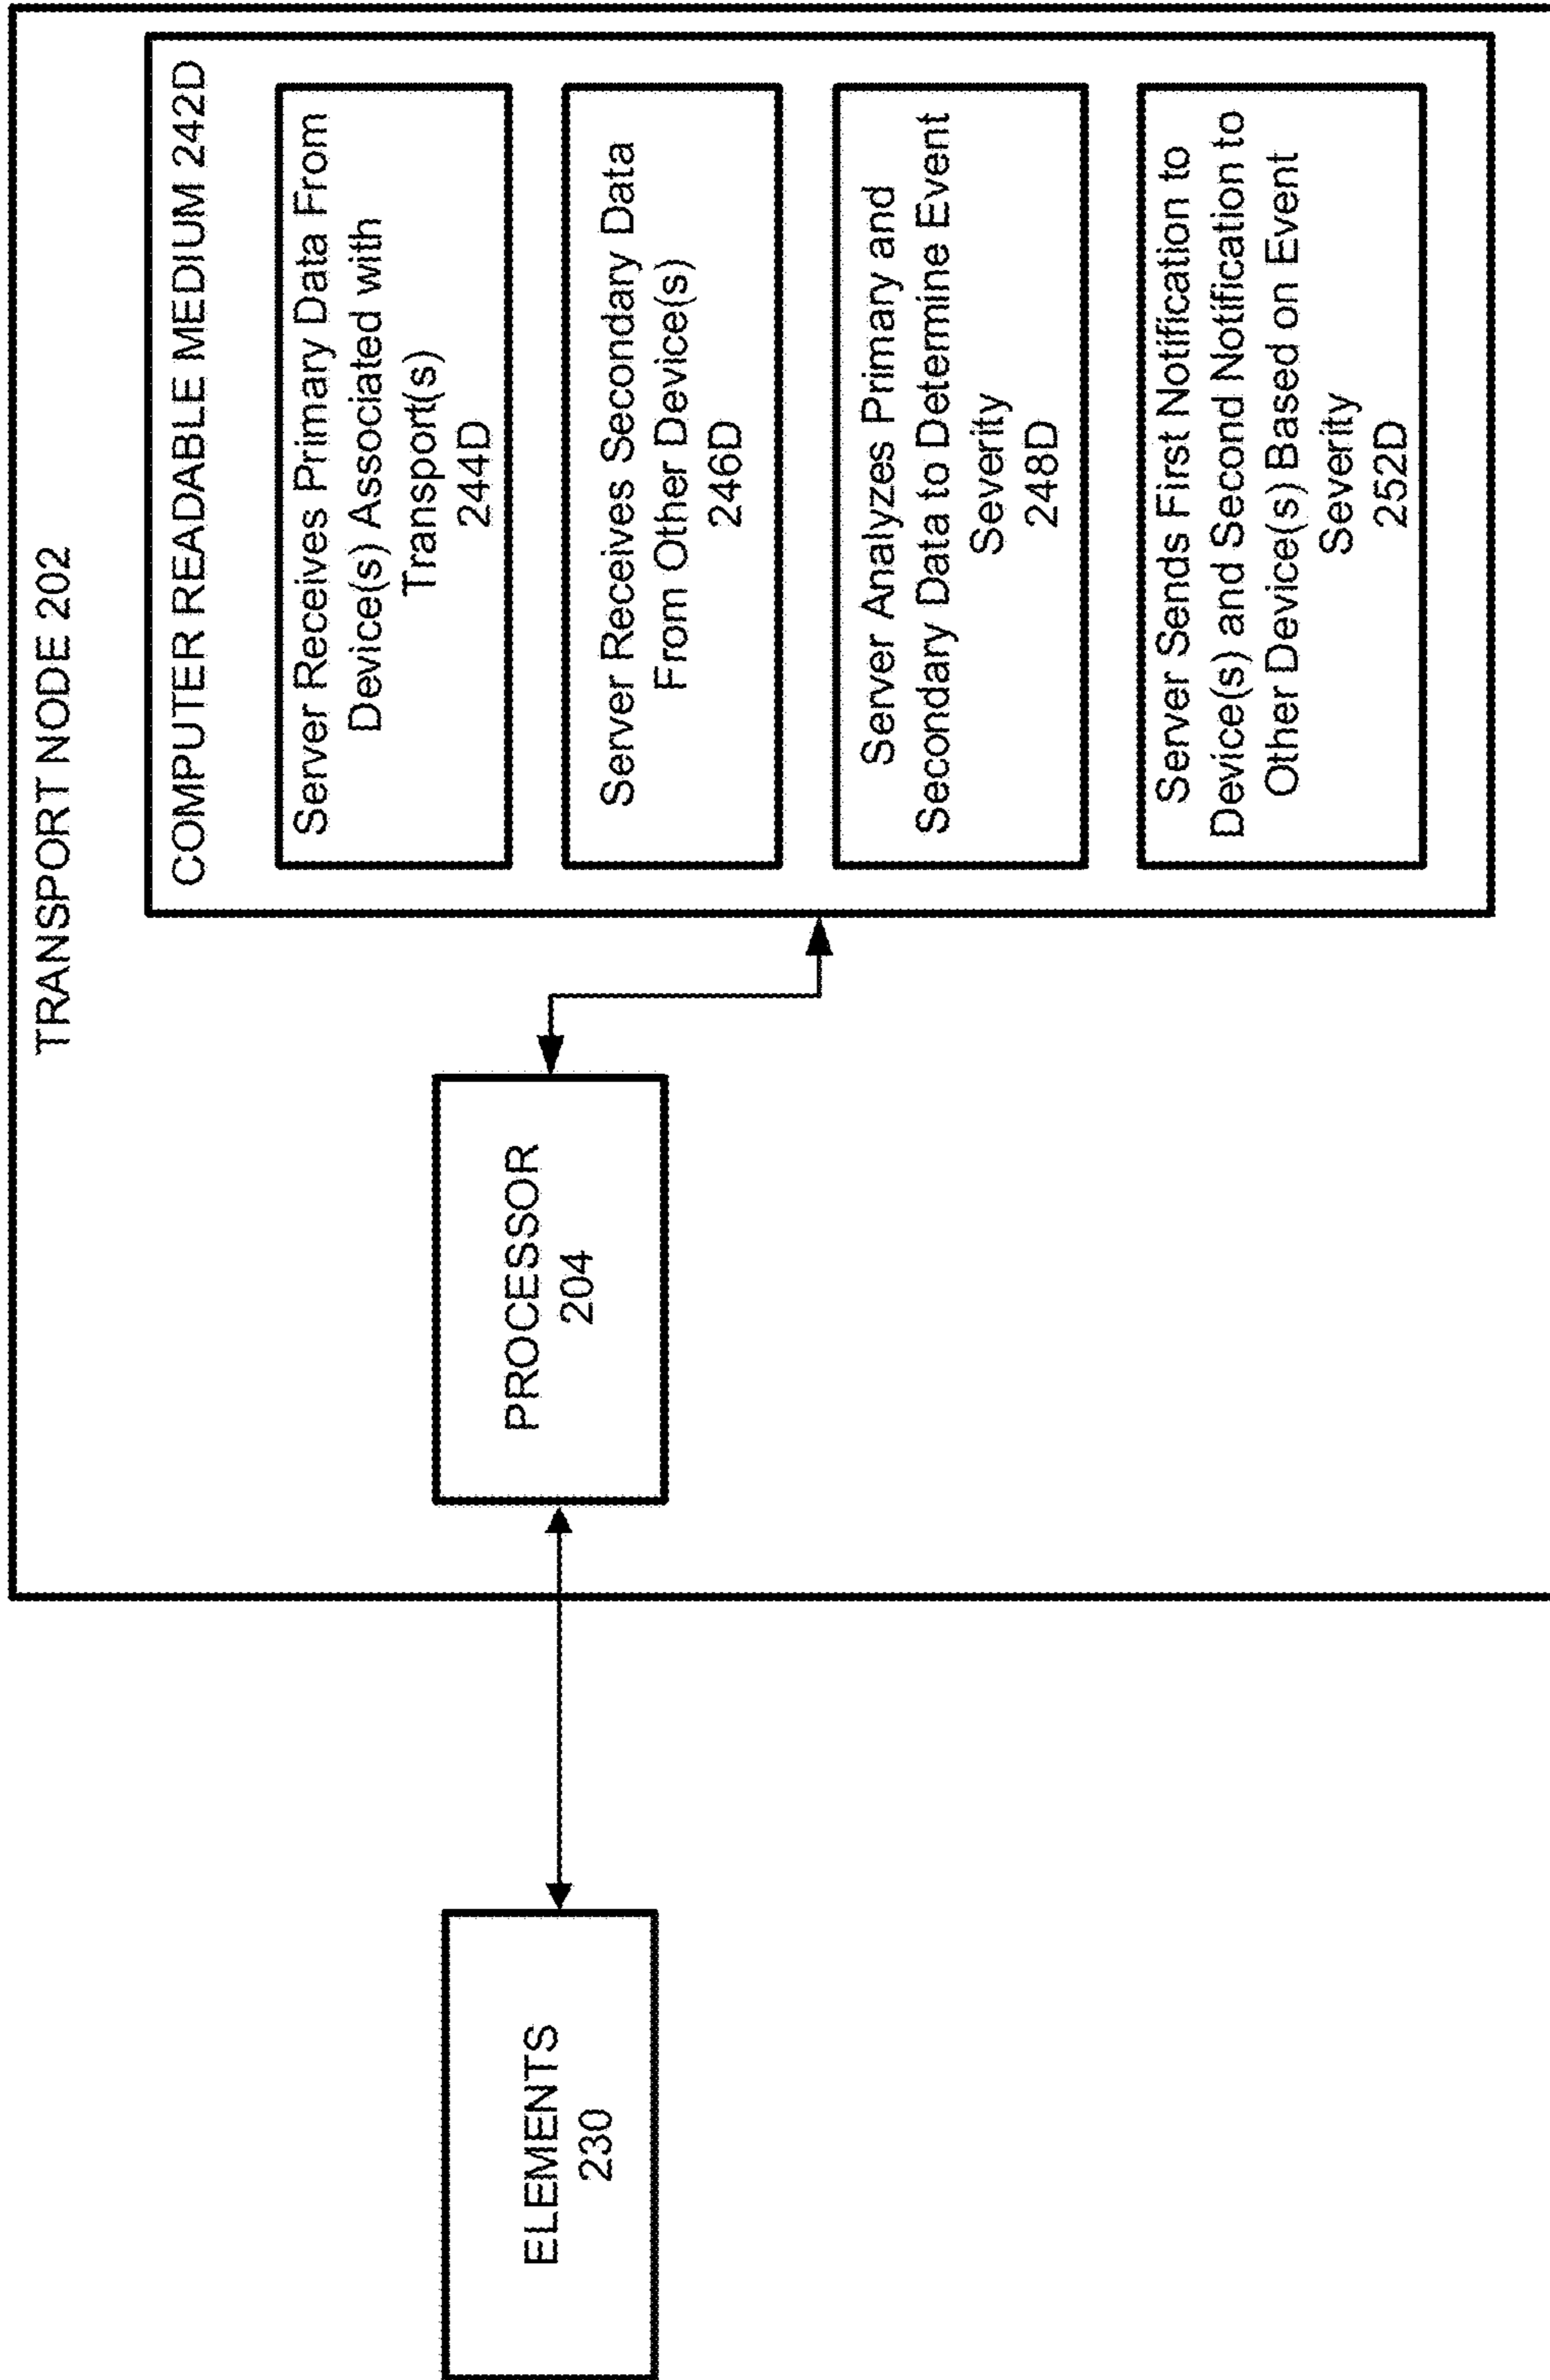 TRANSPORT NODE 202
COMPUTER READABLE MEDIUM 242D
Server Receives Primary Data From
Device(s) Associated with
Transport(s)
244D
Server Receives Secondary Data
From Other Device(s)
246D
Server Analyzes Primary and
Secondary Data to Determine Event
Severity
248D
Server Sends First Notification to
Device(s) and Second Notification to
Other Device(s) Based on Event
Severity
252D
PROCESSOR
204
ELEMENTS
230